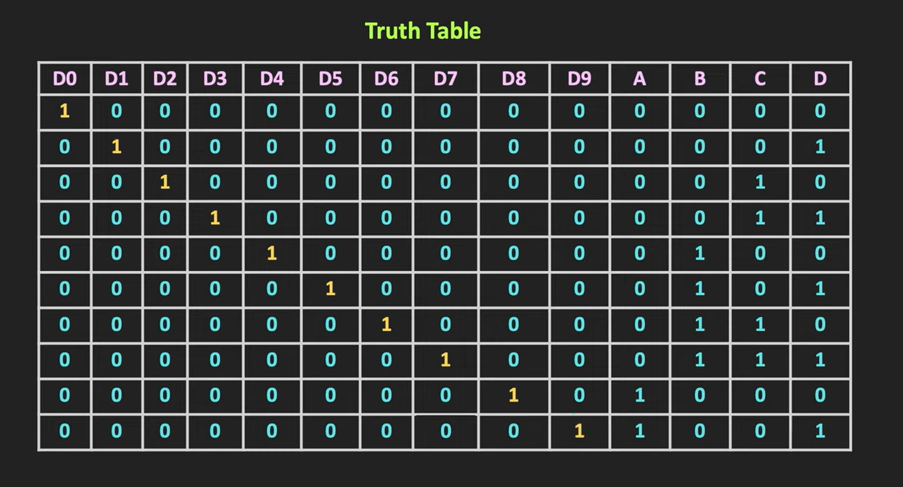 Truth Table
D0 D1 D2 D3 D4 D5 D6 D7 D8 D9 A B C D
1 0 0 0 0 0 0 0 0 0 0 0 0 0
0 1 0 0 0 0 0 0 0 0 0 0 0 1
0 0 1 0 0 0 0 0 0 0 0 0 1 0
0 0 0 1 0 0 0 0 0 0 0 0 1 1
0 0 0 0 1 0 0 0 0 0 0 1 0 0
0 0 0 0 0 1 0 0 0 0 0 1 0 1
0 0 0 0 0 0 1 0 0 0 0 1 1 0
0 0 0 0 0 0 0 1 0 0 0 1 1 1
0 0 0 0 0 0 0 0 1 0 1 0 0 0
0 0 0 0 0 0 0 0 0 1 1 0 0 1